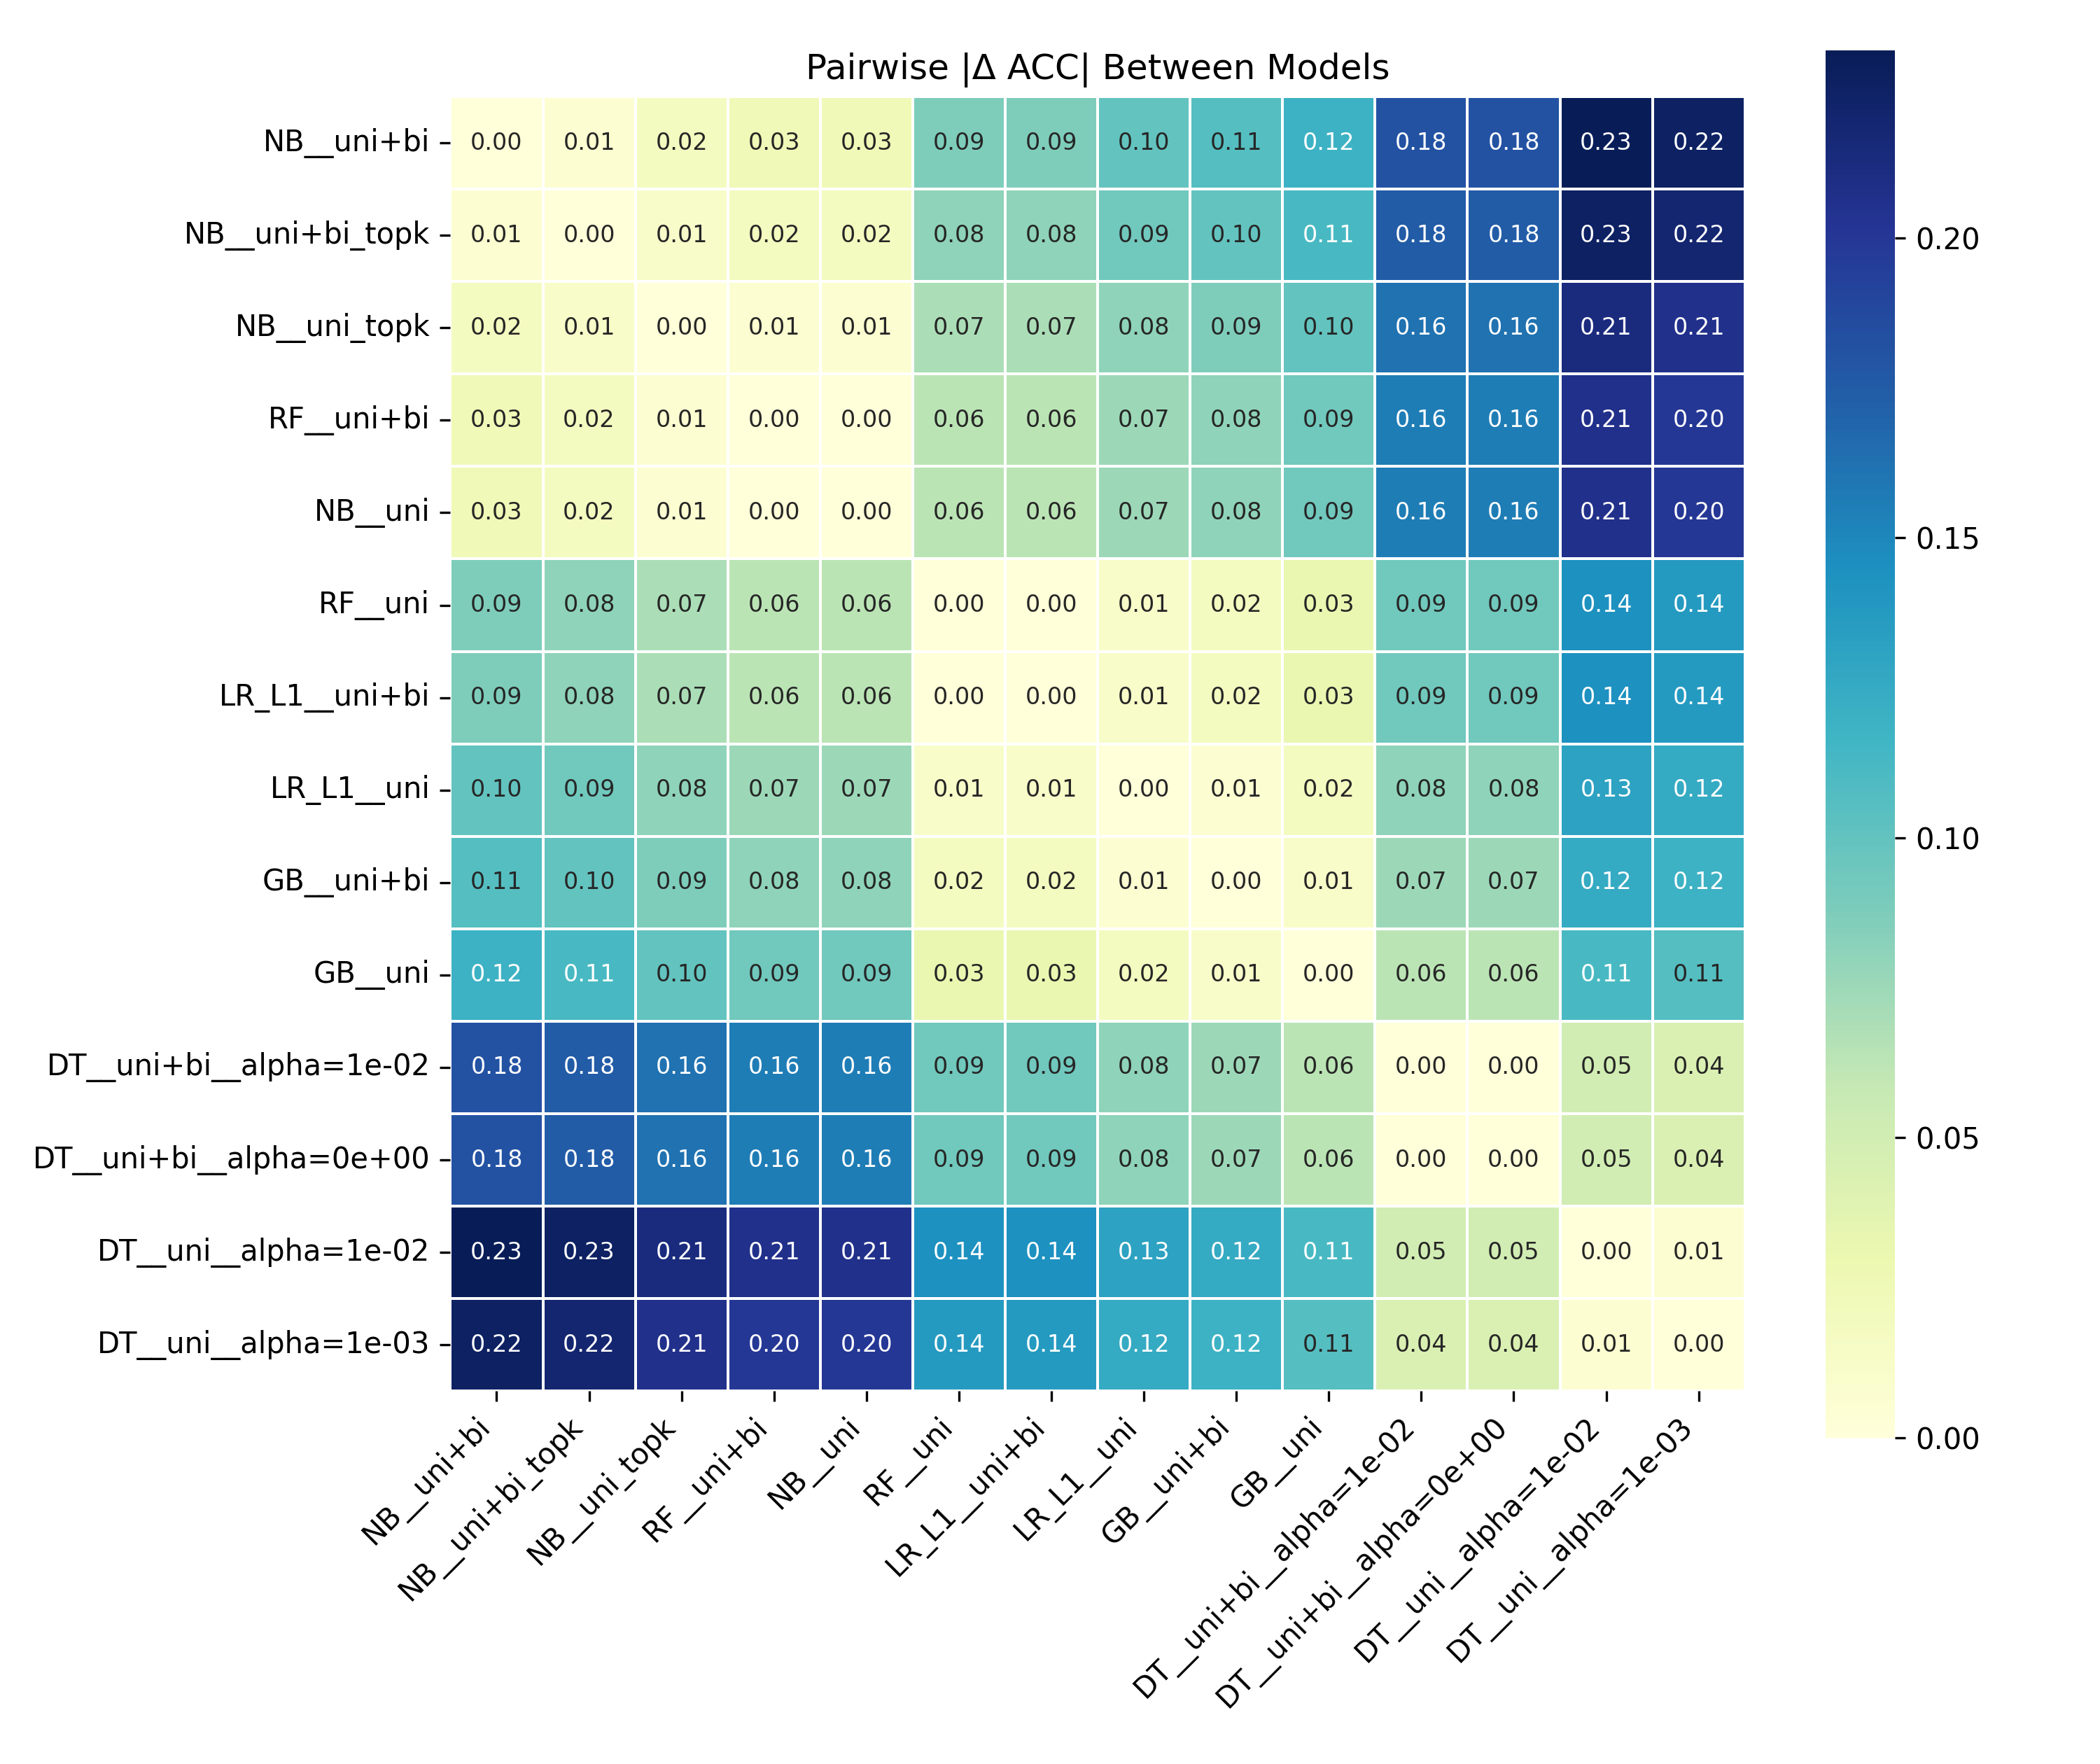 Pairwise |Δ ACC| Between Models
NB__uni+bi 0.00 0.01 0.02 0.03 0.03 0.09 0.09 0.10 0.11 0.12 0.18 0.18 0.23 0.22
NB__uni+bi_topk 0.01 0.00 0.01 0.02 0.02 0.08 0.08 0.09 0.10 0.11 0.18 0.18 0.23 0.22
NB__uni_topk 0.02 0.01 0.00 0.01 0.01 0.07 0.07 0.08 0.09 0.10 0.16 0.16 0.21 0.21
RF__uni+bi 0.03 0.02 0.01 0.00 0.00 0.06 0.06 0.07 0.08 0.09 0.16 0.16 0.21 0.20
NB__uni 0.03 0.02 0.01 0.00 0.00 0.06 0.06 0.07 0.08 0.09 0.16 0.16 0.21 0.20
RF__uni 0.09 0.08 0.07 0.06 0.06 0.00 0.00 0.01 0.02 0.03 0.09 0.09 0.14 0.14
LR_L1__uni+bi 0.09 0.08 0.07 0.06 0.06 0.00 0.00 0.01 0.02 0.03 0.09 0.09 0.14 0.14
LR_L1__uni 0.10 0.09 0.08 0.07 0.07 0.01 0.01 0.00 0.01 0.02 0.08 0.08 0.13 0.12
GB__uni+bi 0.11 0.10 0.09 0.08 0.08 0.02 0.02 0.01 0.00 0.01 0.07 0.07 0.12 0.12
GB__uni 0.12 0.11 0.10 0.09 0.09 0.03 0.03 0.02 0.01 0.00 0.06 0.06 0.11 0.11
DT__uni+bi__alpha=1e-02 0.18 0.18 0.16 0.16 0.16 0.09 0.09 0.08 0.07 0.06 0.00 0.00 0.05 0.04
DT__uni+bi__alpha=0e+00 0.18 0.18 0.16 0.16 0.16 0.09 0.09 0.08 0.07 0.06 0.00 0.00 0.05 0.04
DT__uni__alpha=1e-02 0.23 0.23 0.21 0.21 0.21 0.14 0.14 0.13 0.12 0.11 0.05 0.05 0.00 0.01
DT__uni__alpha=1e-03 0.22 0.22 0.21 0.20 0.20 0.14 0.14 0.12 0.12 0.11 0.04 0.04 0.01 0.00
NB__uni+bi
NB__uni+bi_topk
NB__uni_topk
RF__uni+bi
NB__uni
RF__uni
LR_L1__uni+bi
LR_L1__uni
GB__uni+bi
GB__uni
DT__uni+bi__alpha=1e-02
DT__uni+bi__alpha=0e+00
DT__uni__alpha=1e-02
DT__uni__alpha=1e-03
0.20
0.15
0.10
0.05
0.00